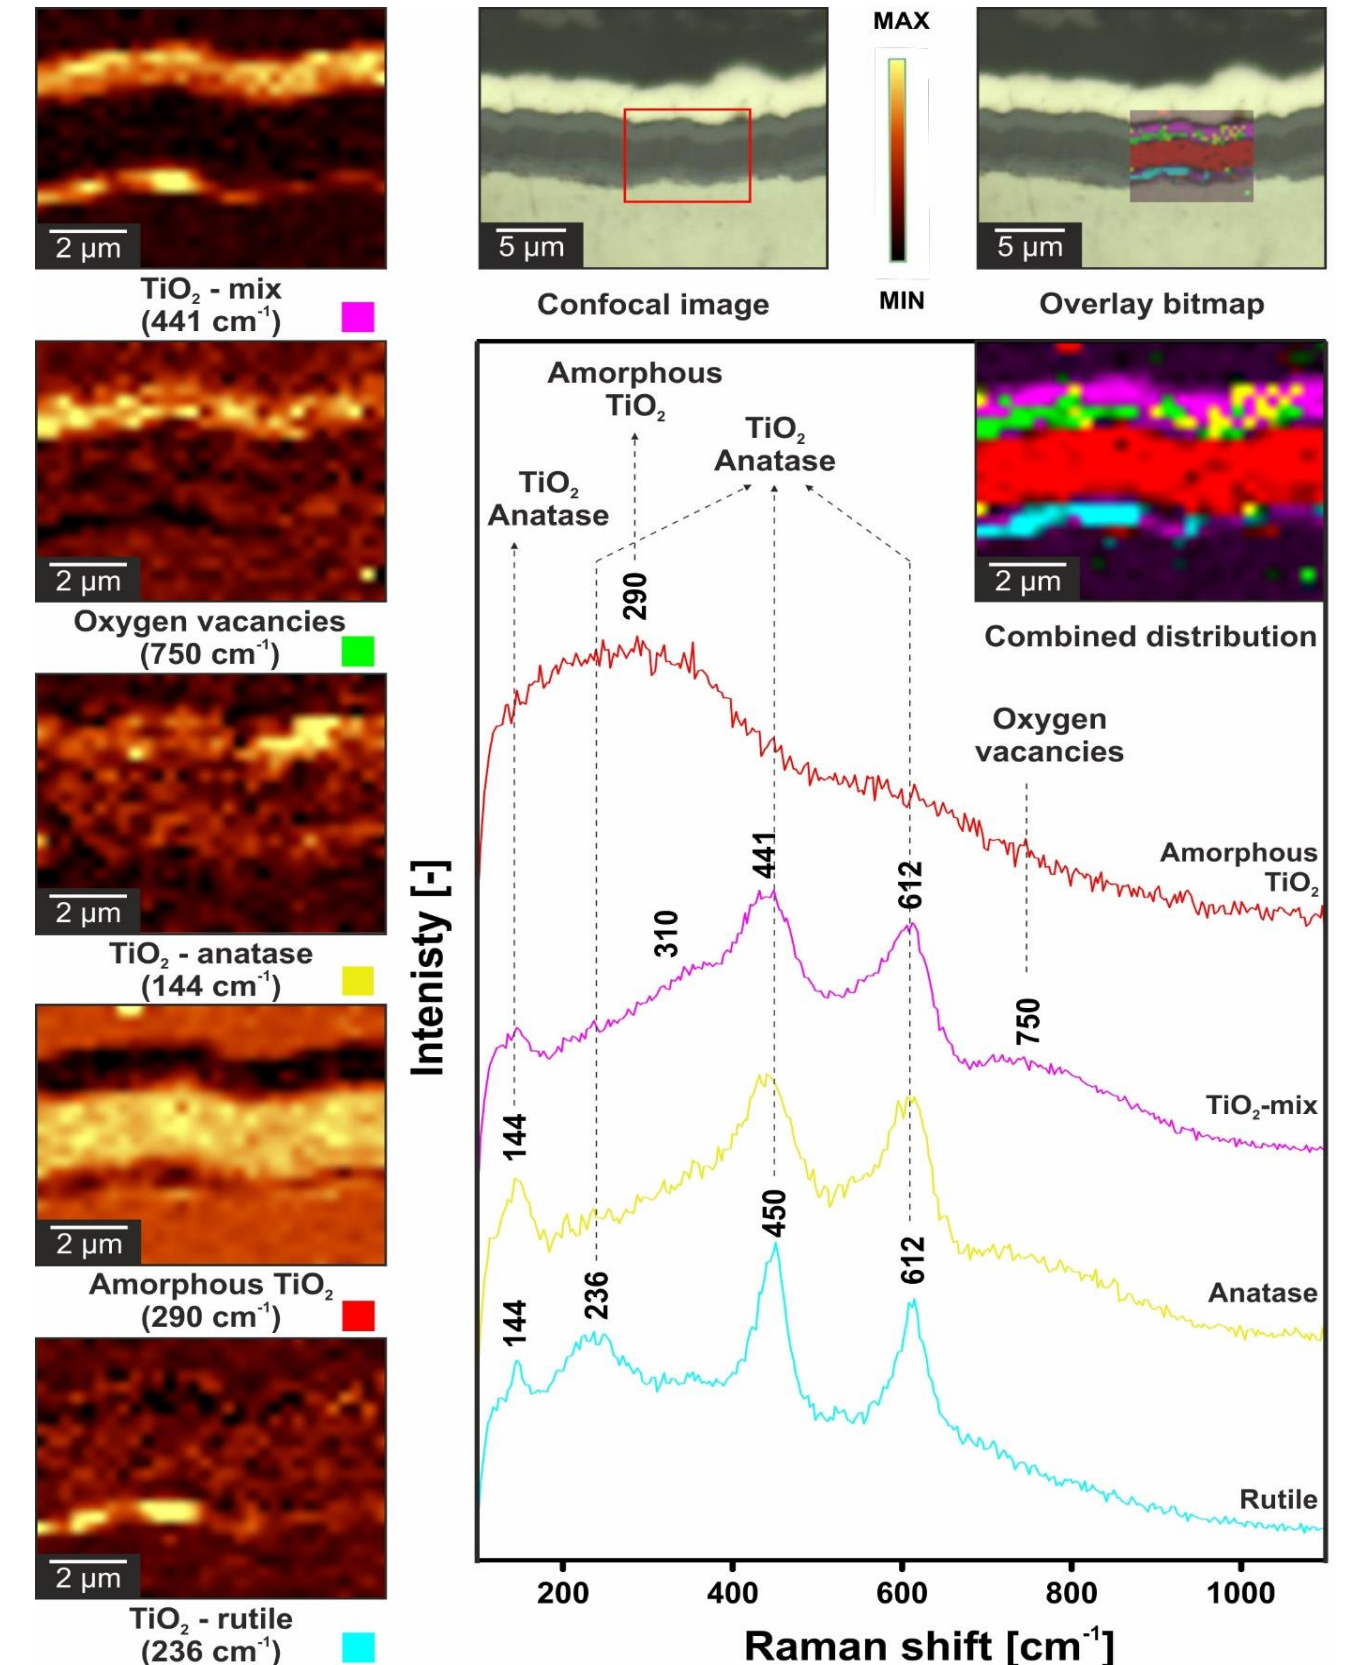 2 µm
TiO₂ - mix
(441 cm⁻¹)
2 µm
Oxygen vacancies
(750 cm⁻¹)
2 µm
TiO₂ - anatase
(144 cm⁻¹)
2 µm
Amorphous TiO₂
(290 cm⁻¹)
2 µm
TiO₂ - rutile
(236 cm⁻¹)
5 µm
Confocal image
MAX
MIN
5 µm
Overlay bitmap
2 µm
Combined distribution
Amorphous
TiO₂
TiO₂
Anatase
TiO₂
Anatase
290
Oxygen
vacancies
Amorphous
TiO₂
441
612
310
750
TiO₂-mix
144
450
612
Anatase
236
144
Rutile
Intenisty [-]
200
400
600
800
1000
Raman shift [cm⁻¹]